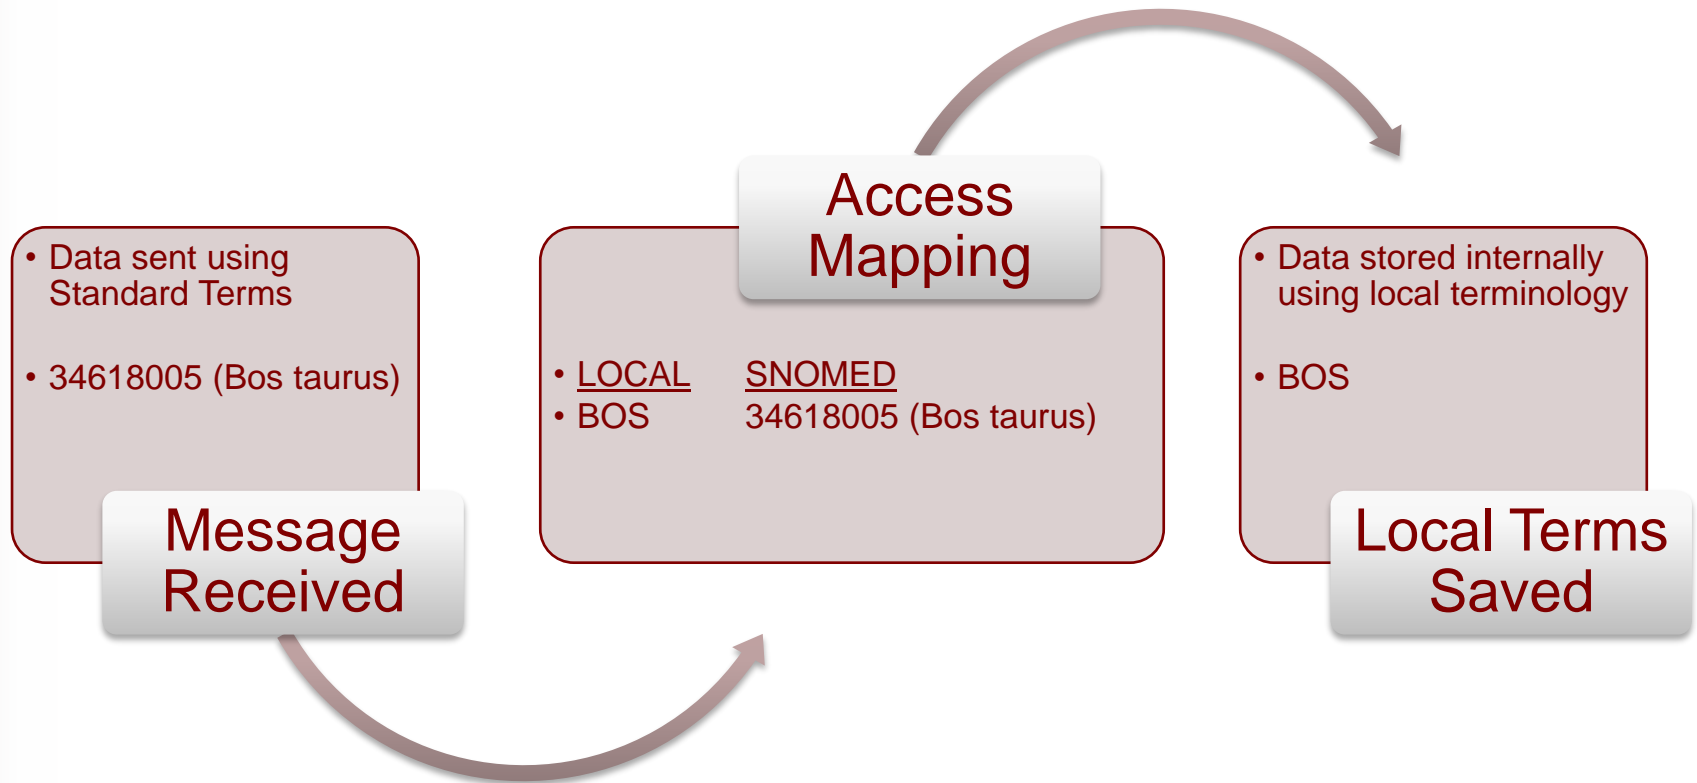 • Data sent using
Standard Terms
• 34618005 (Bos taurus)
Message
Received
Access
Mapping
• LOCAL SNOMED
• BOS 34618005 (Bos taurus)
• Data stored internally
using local terminology
• BOS
Local Terms
Saved